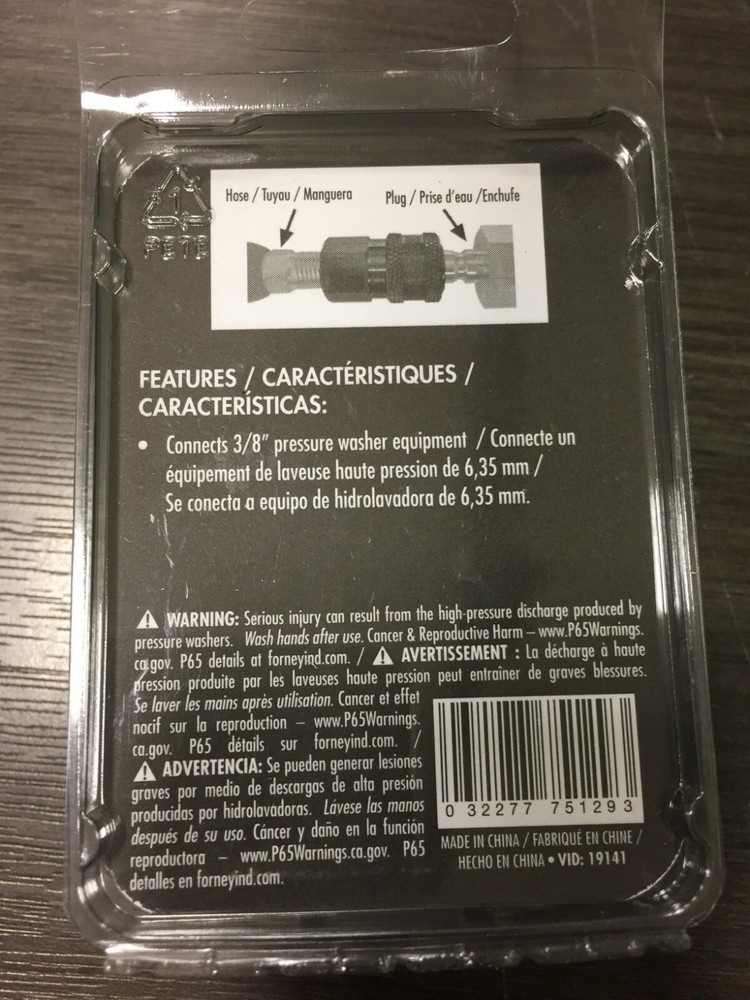 1
PETE
Hose / Tuyau / Manguera
Plug / Prise d'eau /Enchufe
FEATURES / CARACTÉRISTIQUES /
CARACTERÍSTICAS:
• Connects 3/8" pressure washer equipment / Connecte un
équipement de laveuse haute pression de 6,35 mm /
Se conecta a equipo de hidrolavadora de 6,35 mm.
⚠ WARNING: Serious injury can result from the high-pressure discharge produced by
pressure washers. Wash hands after use. Cancer & Reproductive Harm – www.P65Warnings.
ca.gov. P65 details at forneyind.com. / ⚠ AVERTISSEMENT : La décharge à haute
pression produite par les laveuses haute pression peut entraîner de graves blessures.
Se laver les mains après utilisation. Cancer et effet
nocif sur la reproduction – www.P65Warnings.
ca.gov. P65 détails sur forneyind.com. /
⚠ ADVERTENCIA: Se pueden generar lesiones
graves por medio de descargas de alta presión
producidas por hidrolavadoras. Lávese las manos
después de su uso. Cáncer y daño en la función
reproductora – www.P65Warnings.ca.gov. P65
detalles en forneyind.com.
0 32277 751293
MADE IN CHINA / FABRIQUÉ EN CHINE /
HECHO EN CHINA • VID: 19141